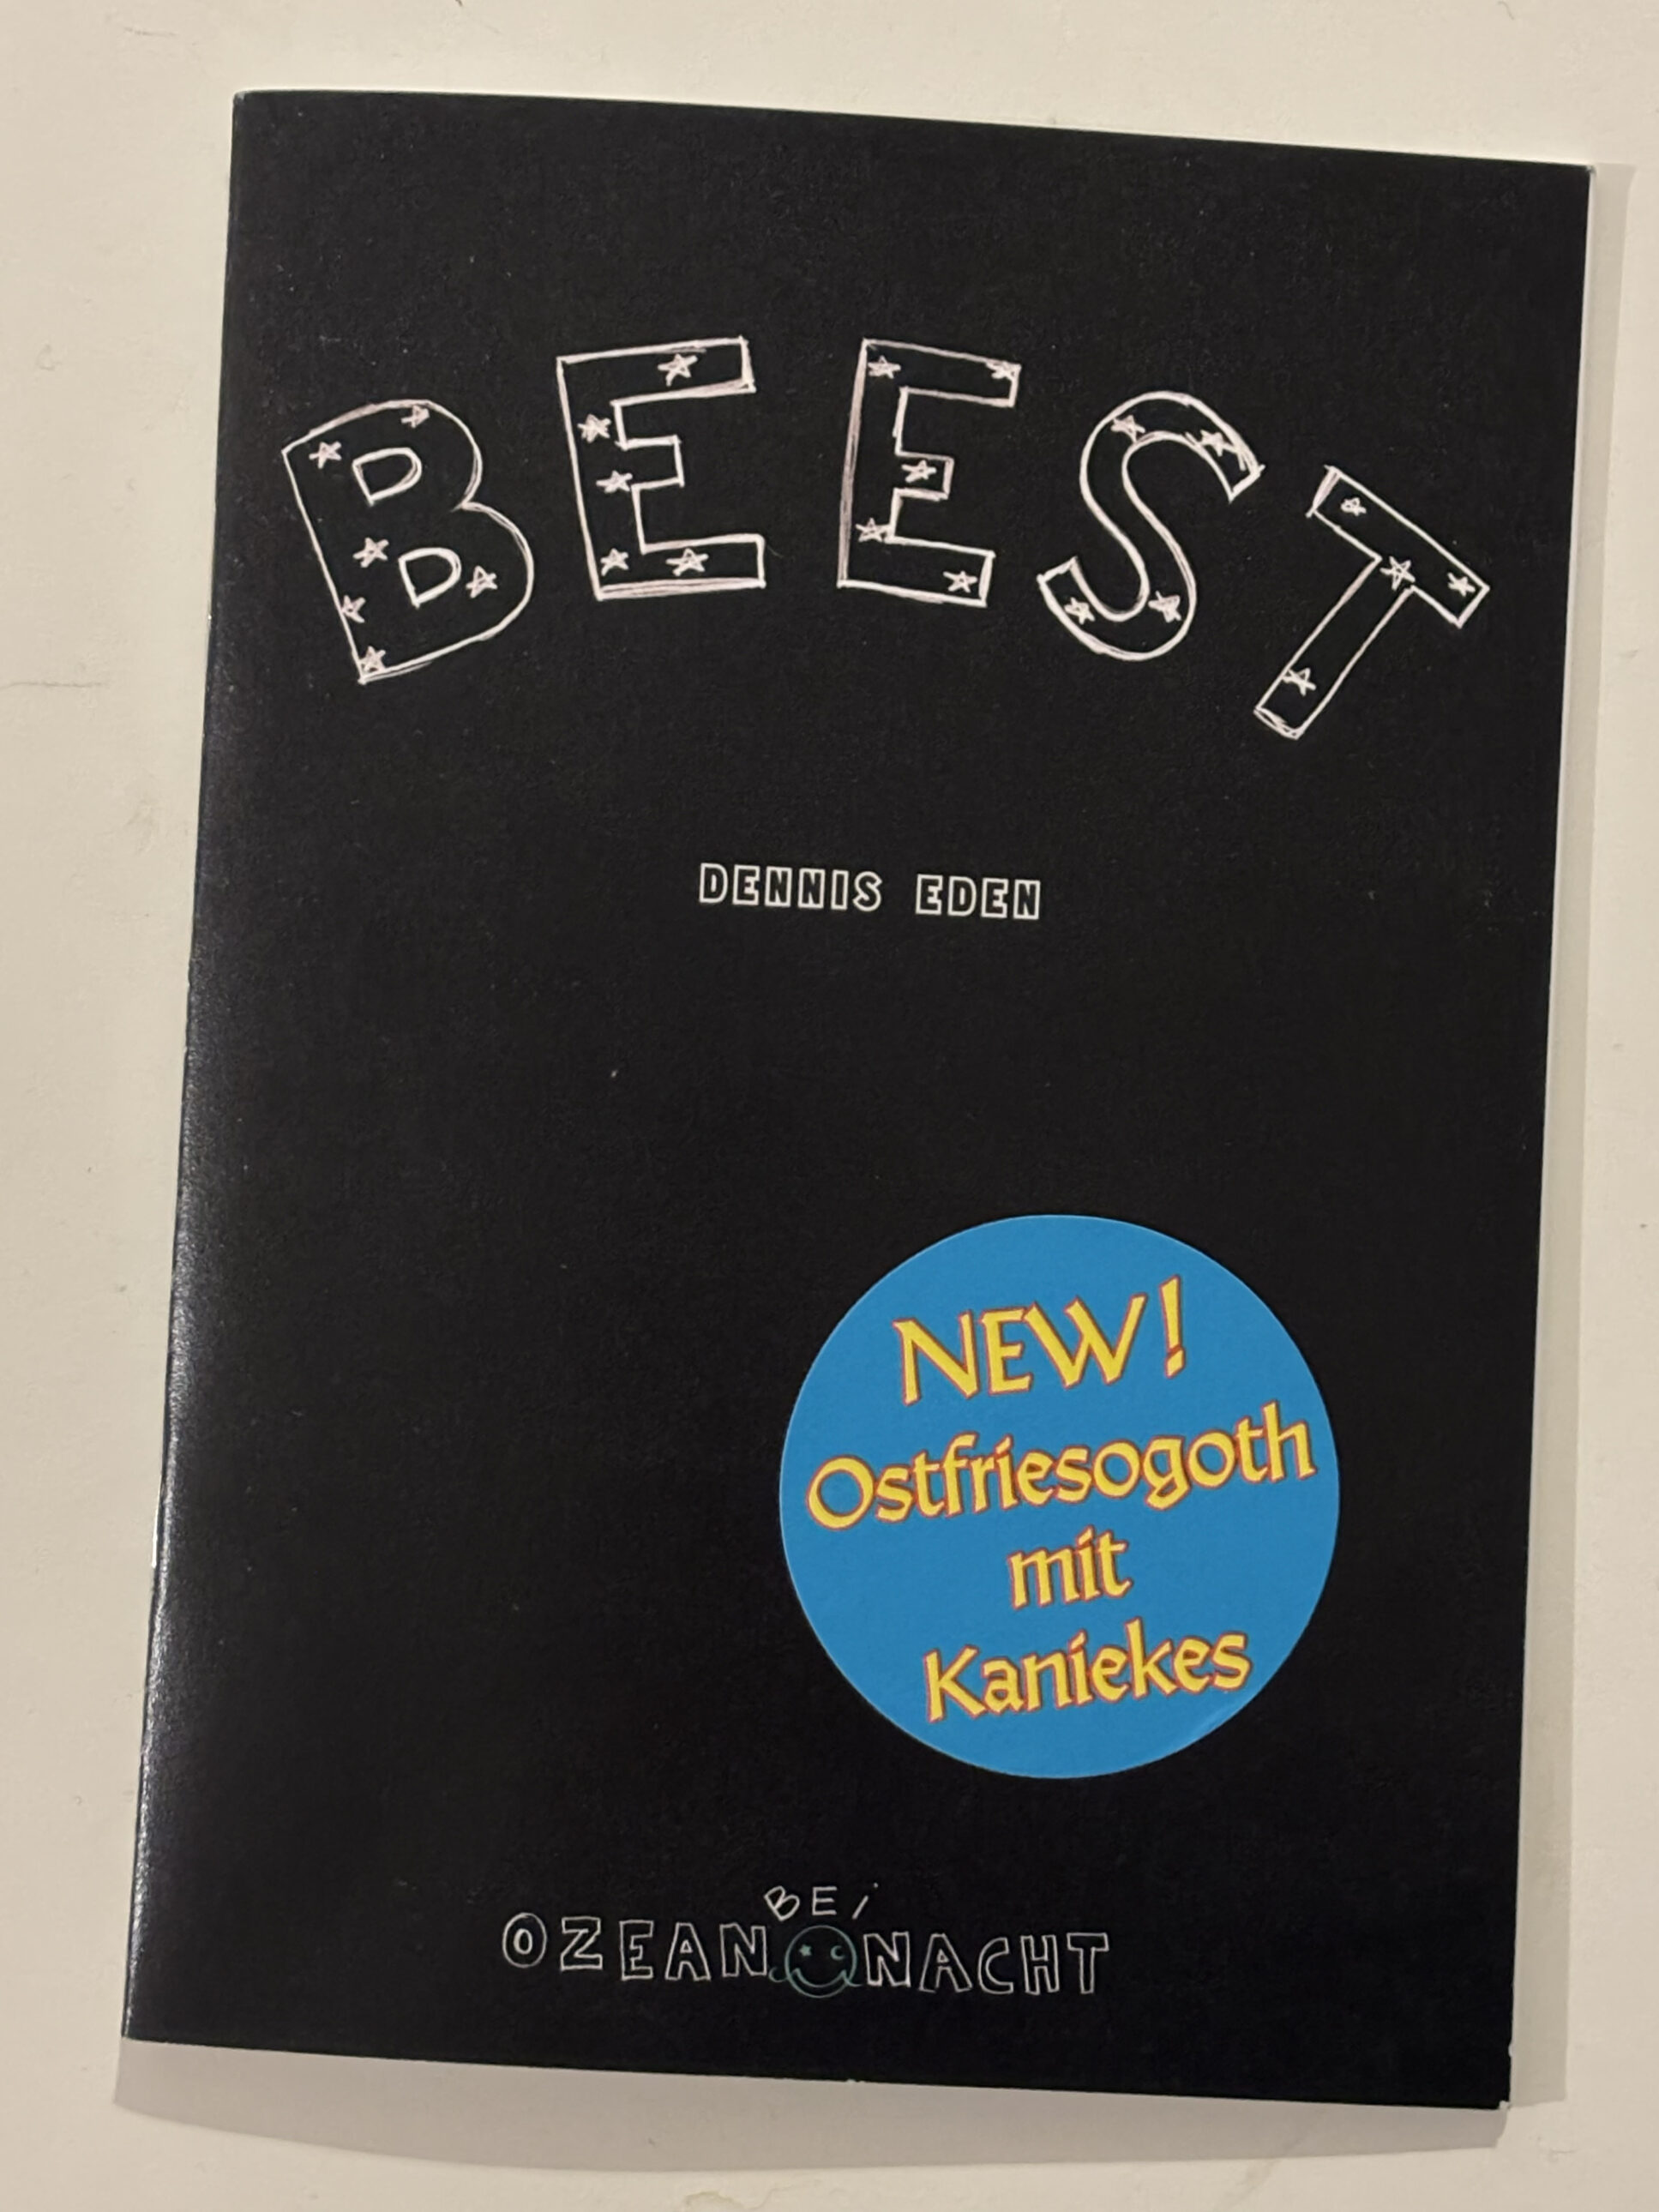 BEEST
DENNIS EDEN
NEW!
Ostfriesogoth
mit
Kaniekes
BEi
OZEAN NACHT